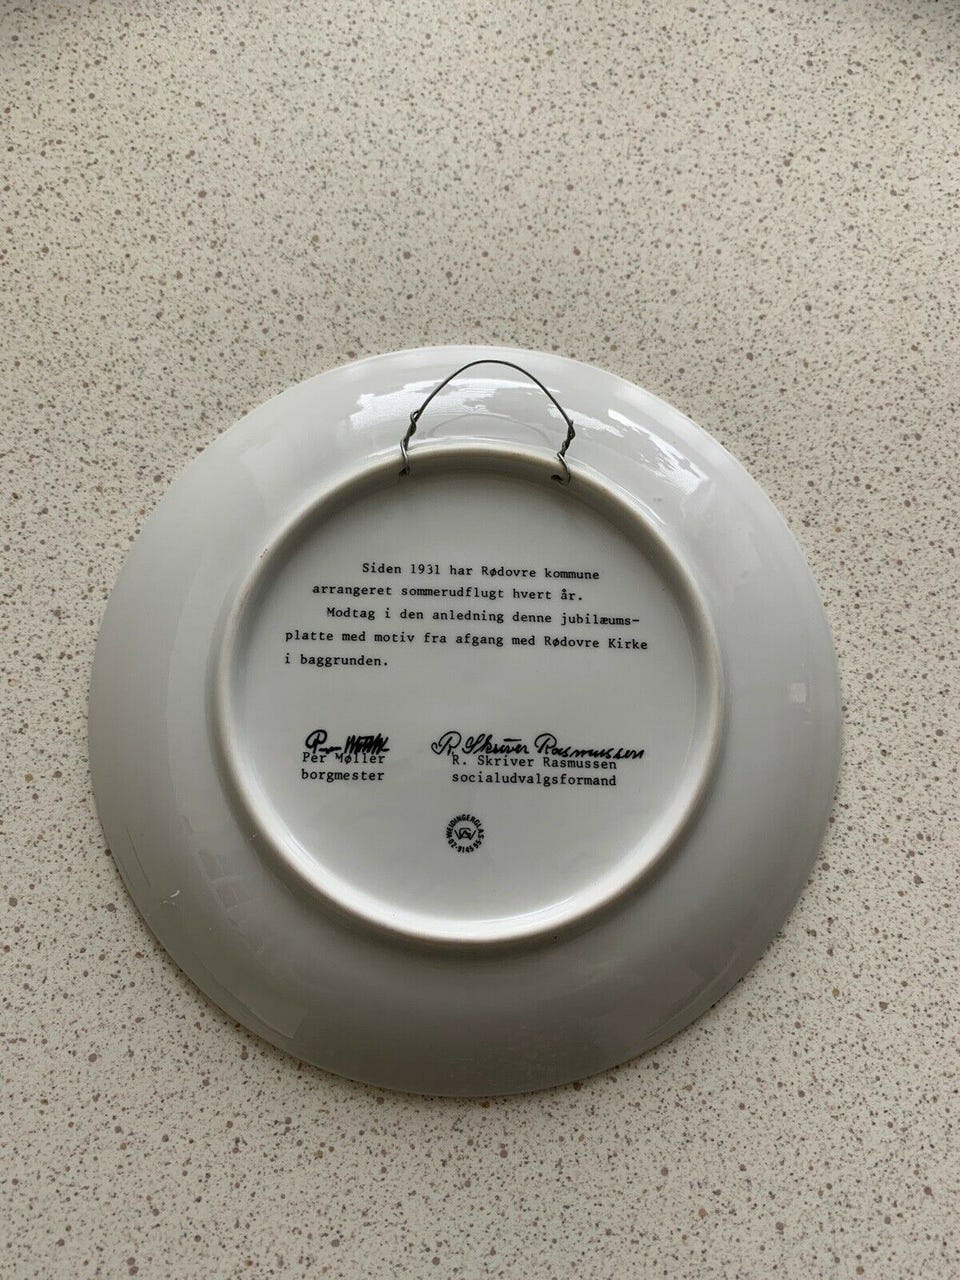 Siden 1931 har Rødovre kommune
arrangeret sommerudflugt hvert år.
Modtag i den anledning denne jubilæums-
platte med motiv fra afgang med Rødovre Kirke
i baggrunden.
R. Skriver Rasmussen
Per Møller
borgmester
R. Skriver Rasmussen
socialudvalgsformand
WEIDINGERGLAS